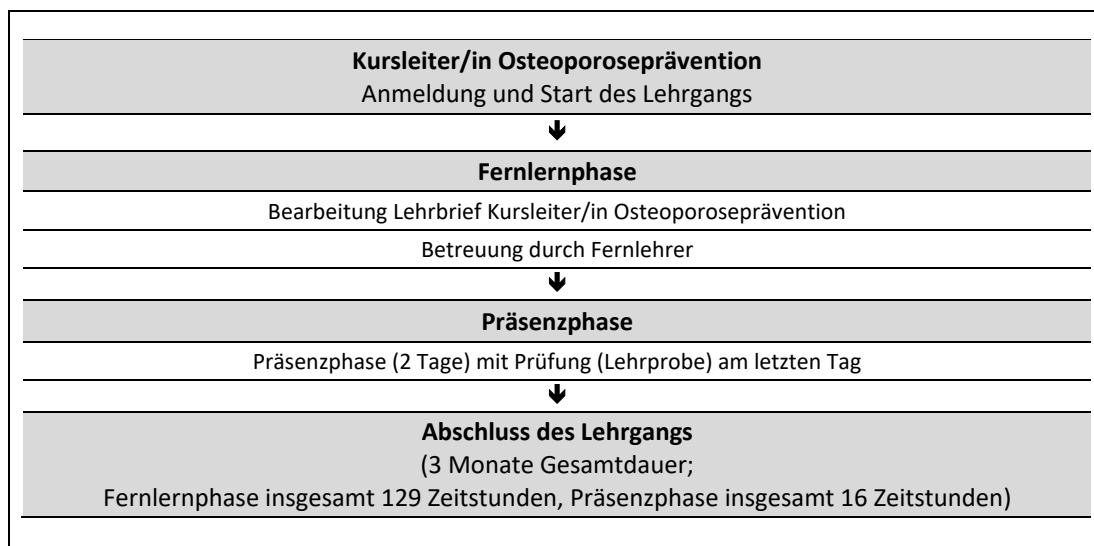 Kursleiter/in Osteoporoseprävention
Anmeldung und Start des Lehrgangs
🡻
Fernlernphase
Bearbeitung Lehrbrief Kursleiter/in Osteoporoseprävention
Betreuung durch Fernlehrer
🡻
Präsenzphase
Präsenzphase (2 Tage) mit Prüfung (Lehrprobe) am letzten Tag
🡻
Abschluss des Lehrgangs
(3 Monate Gesamtdauer;
Fernlernphase insgesamt 129 Zeitstunden, Präsenzphase insgesamt 16 Zeitstunden)